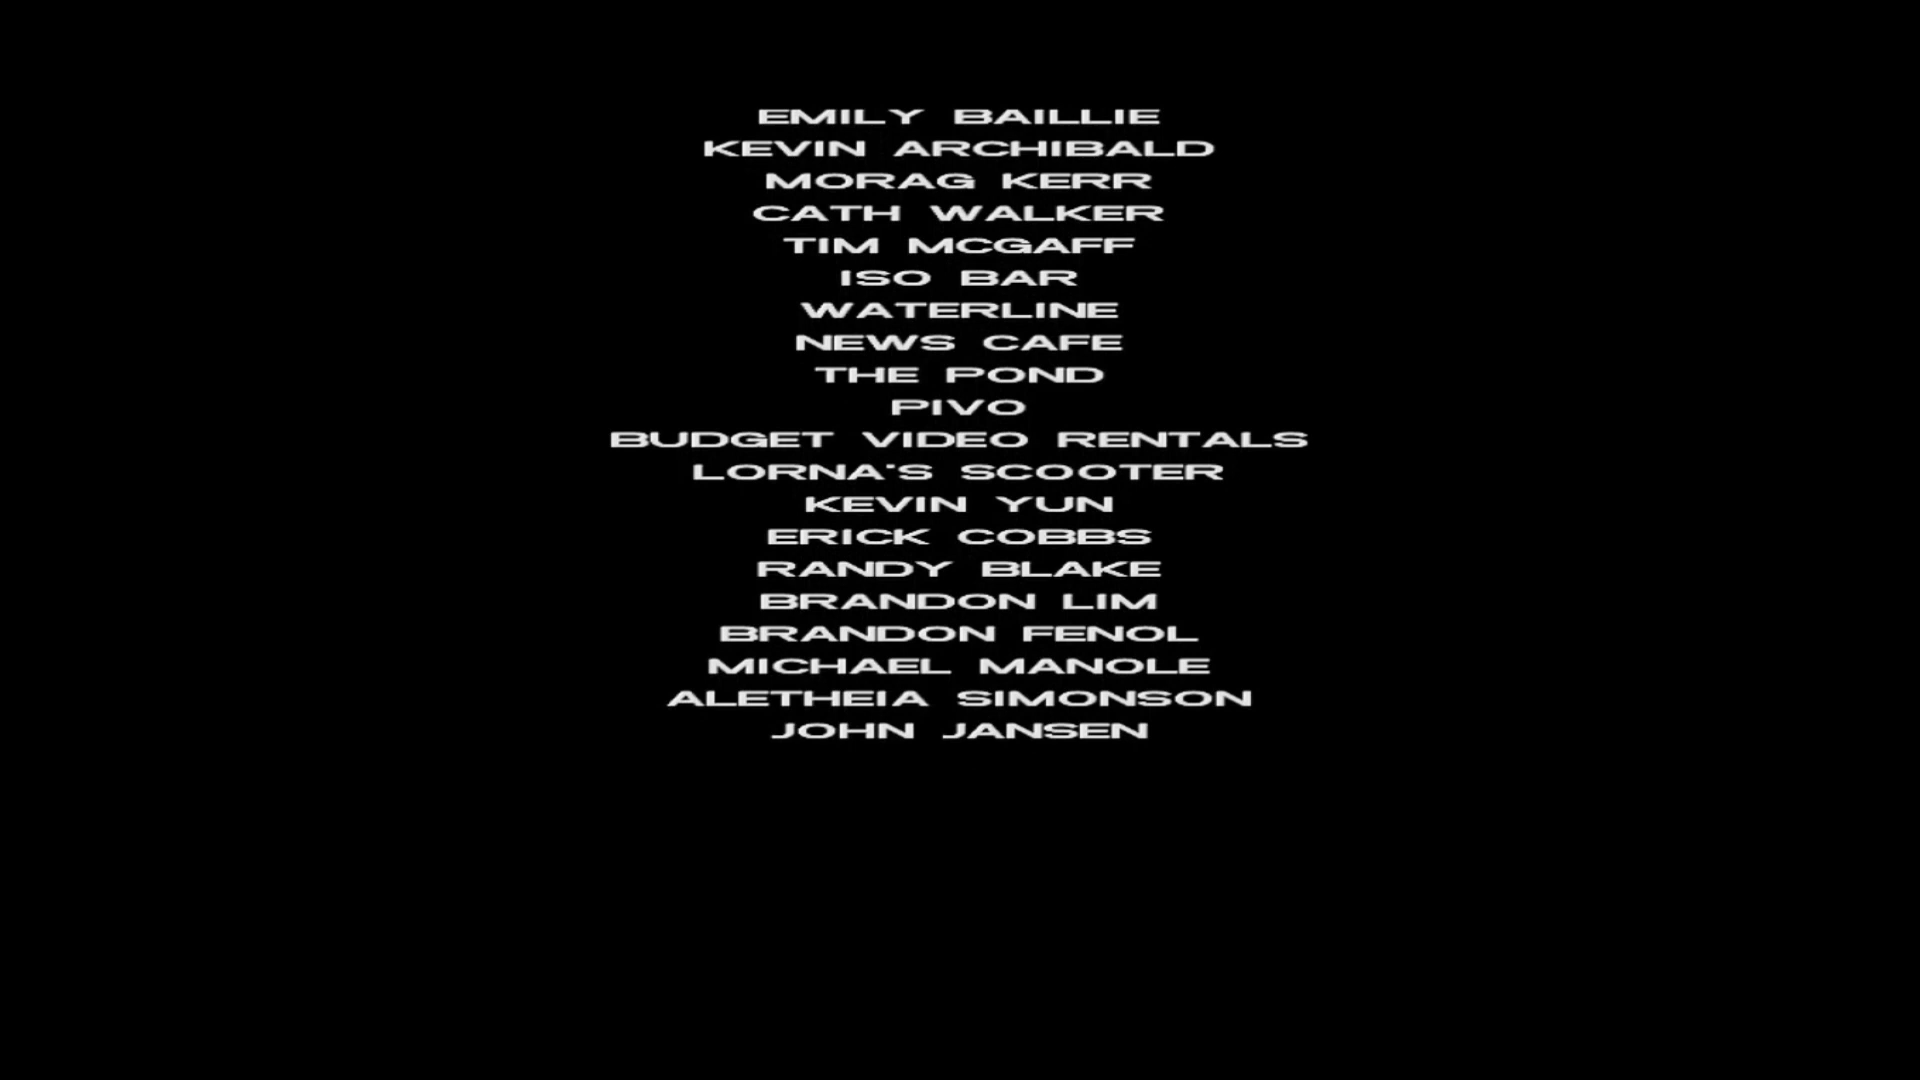 EMILY BAILLIE
KEVIN ARCHIBALD
MORAG KERR
CATH WALKER
TIM MCGAFF
ISO BAR
WATERLINE
NEWS CAFE
THE POND
PIVO
BUDGET VIDEO RENTALS
LORNA'S SCOOTER
KEVIN YUN
ERICK COBBS
RANDY BLAKE
BRANDON LIM
BRANDON FENOL
MICHAEL MANOLE
ALETHEIA SIMONSON
JOHN JANSEN